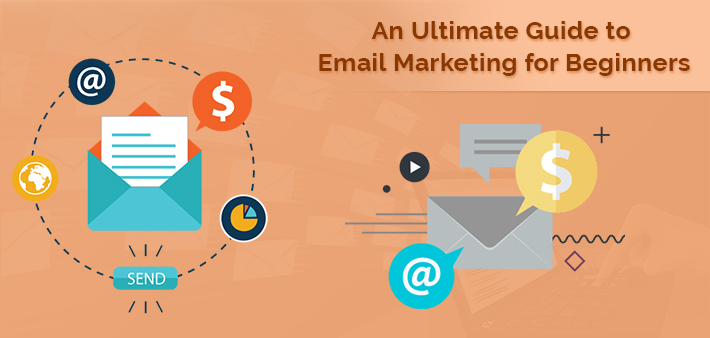 An Ultimate Guide to
Email Marketing for Beginners
@
$
$
SEND
@